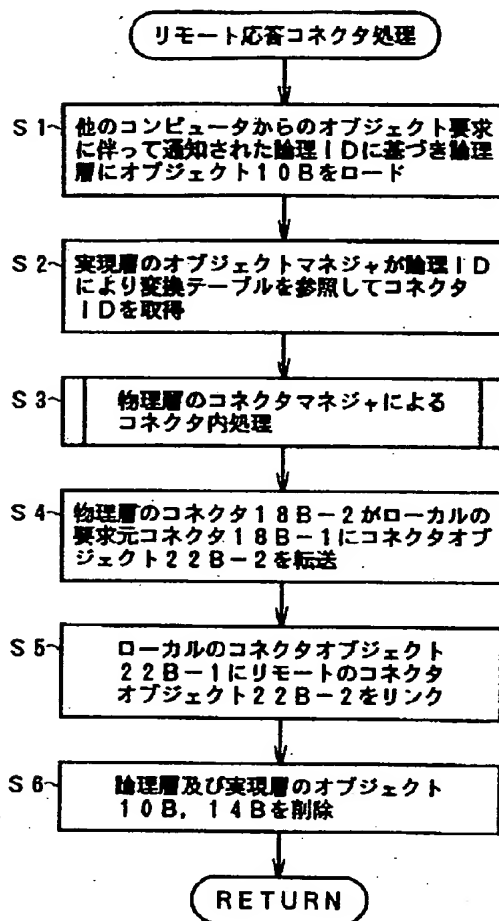 リモート応答コネクタ処理
S1
他のコンピュータからのオブジェクト要求
に伴って通知された論理IDに基づき論理
層にオブジェクト10Bをロード
S2
実現層のオブジェクトマネジャが論理ID
により変換テーブルを参照してコネクタ
IDを取得
S3
物理層のコネクタマネジャによる
コネクタ内処理
S4
物理層のコネクタ18B-2がローカルの
要求元コネクタ18B-1にコネクタオブ
ジェクト22B-2を転送
S5
ローカルのコネクタオブジェクト
22B-1にリモートのコネクタ
オブジェクト22B-2をリンク
S6
論理層及び実現層のオブジェクト
10B, 14Bを削除
RETURN